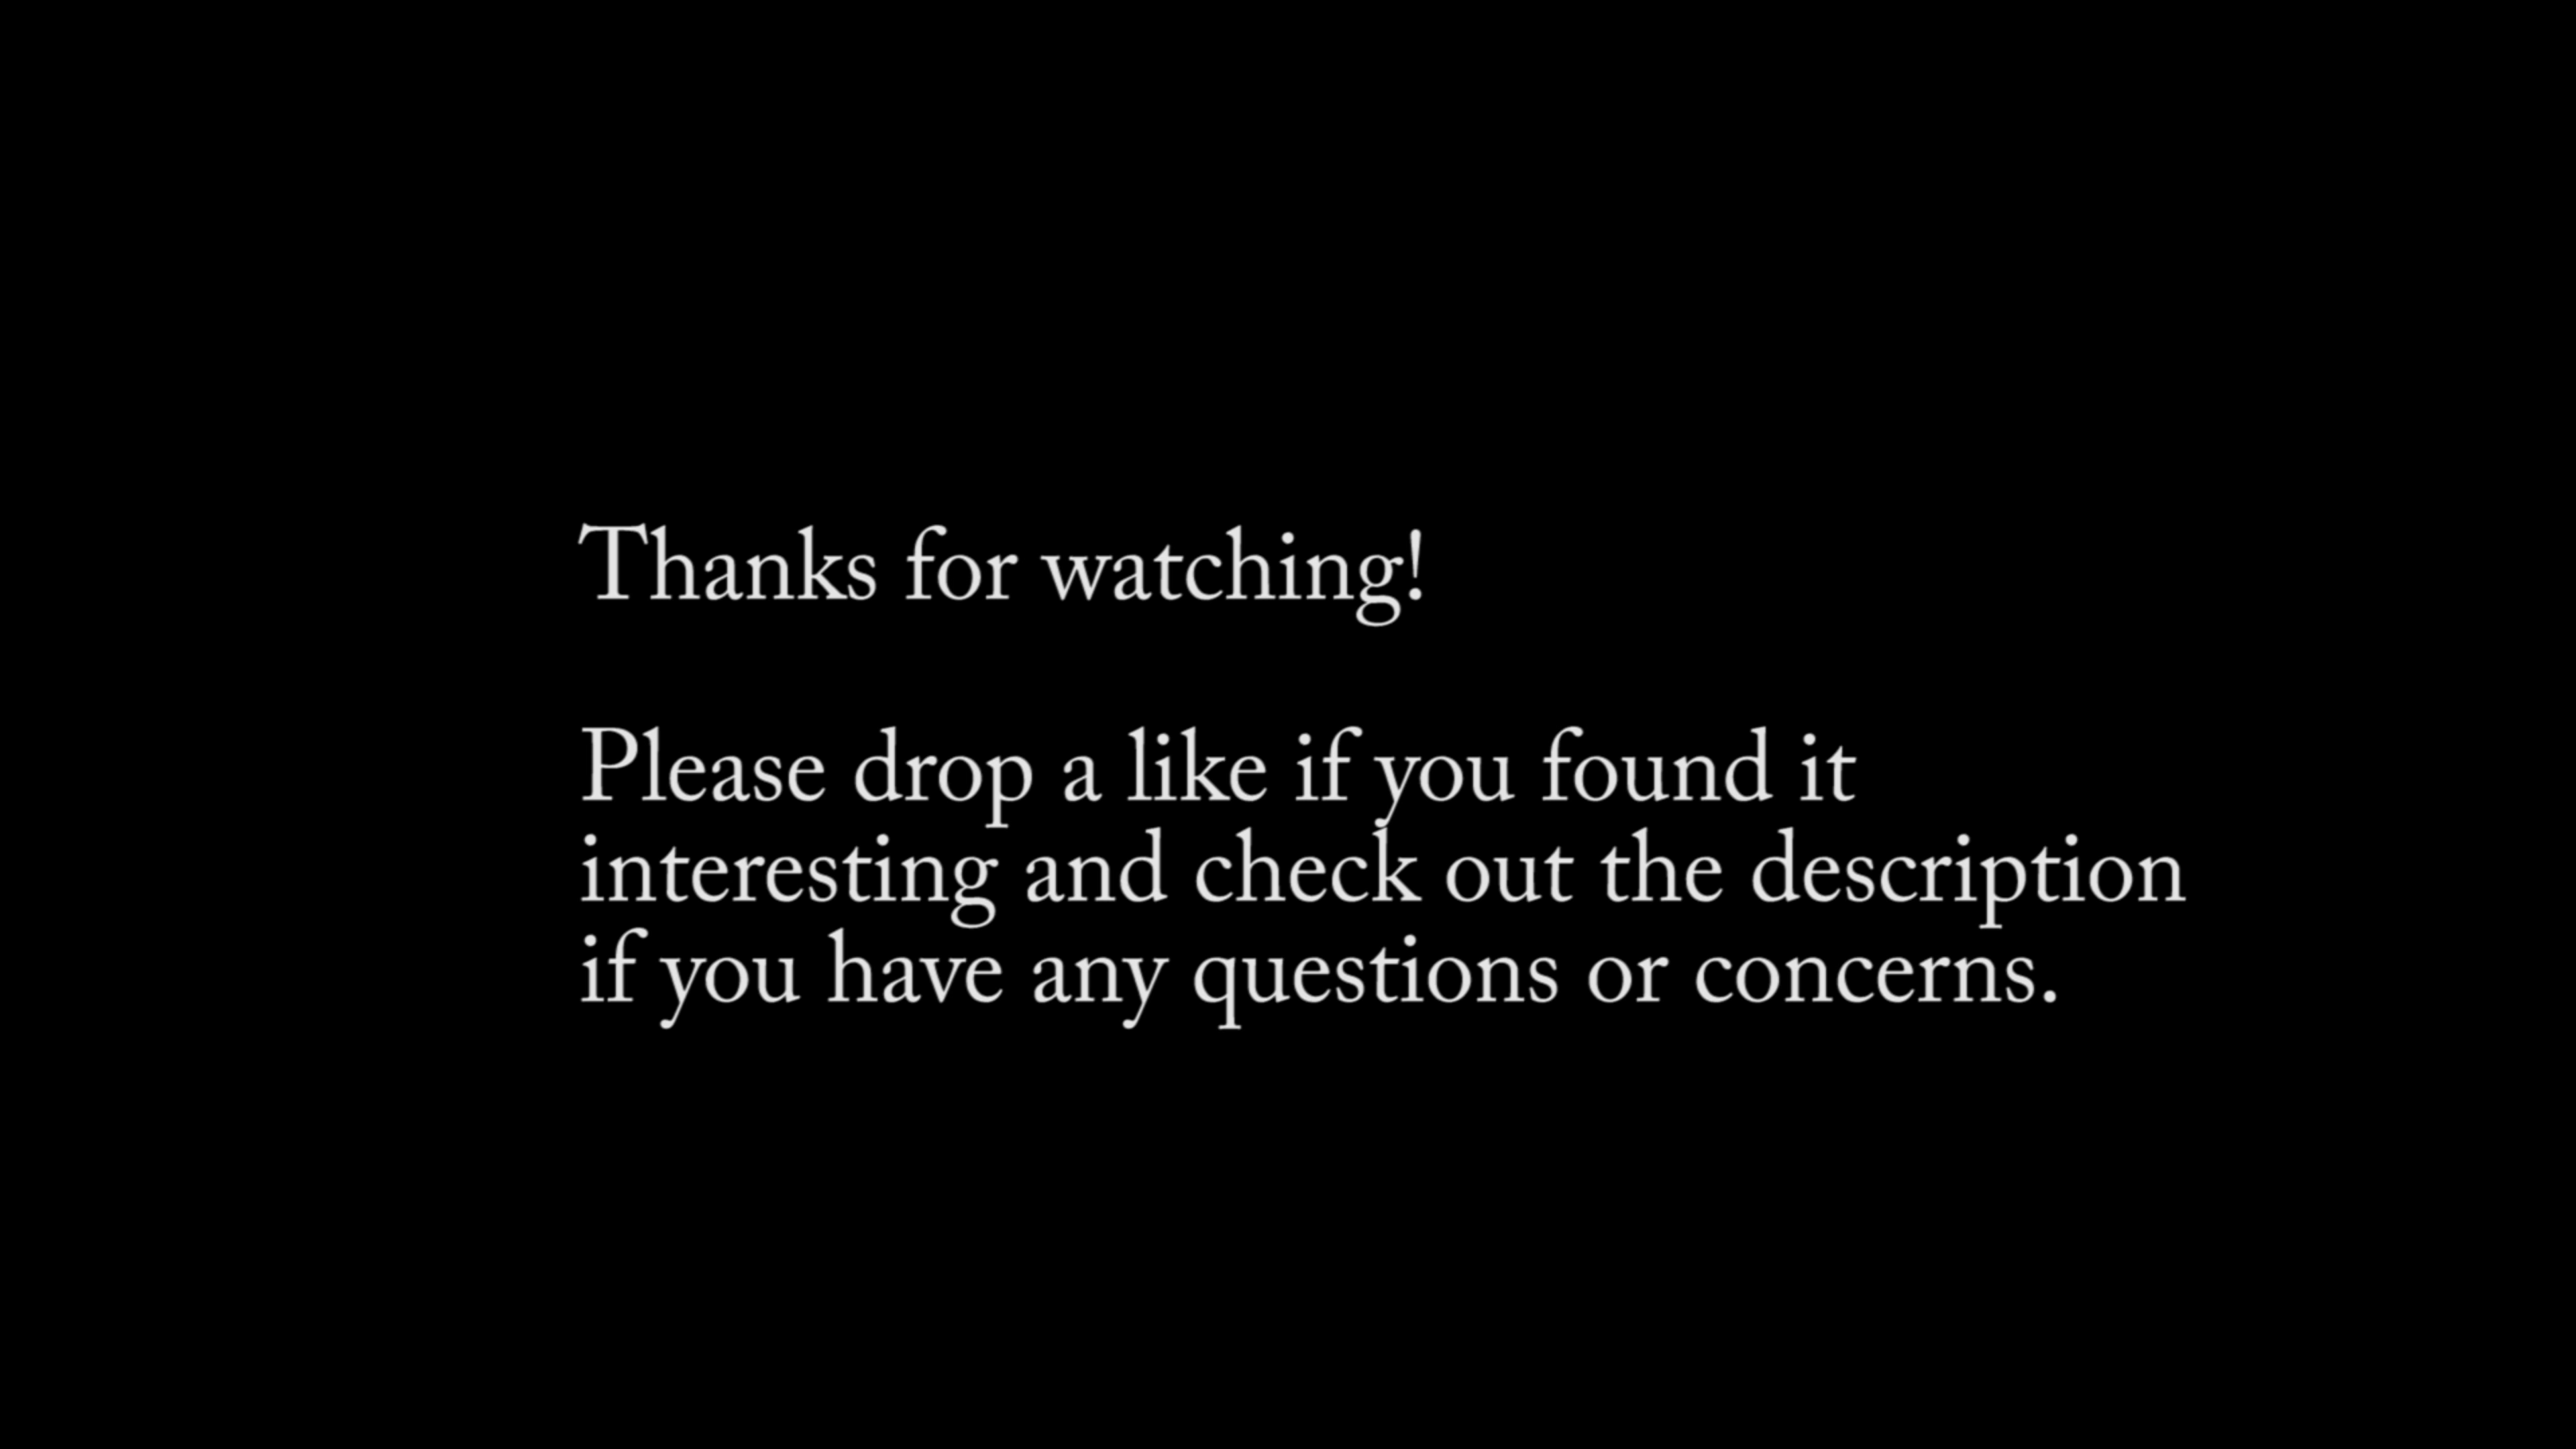 Thanks for watching!
Please drop a like if you found it
interesting and check out the description
if you have any questions or concerns.